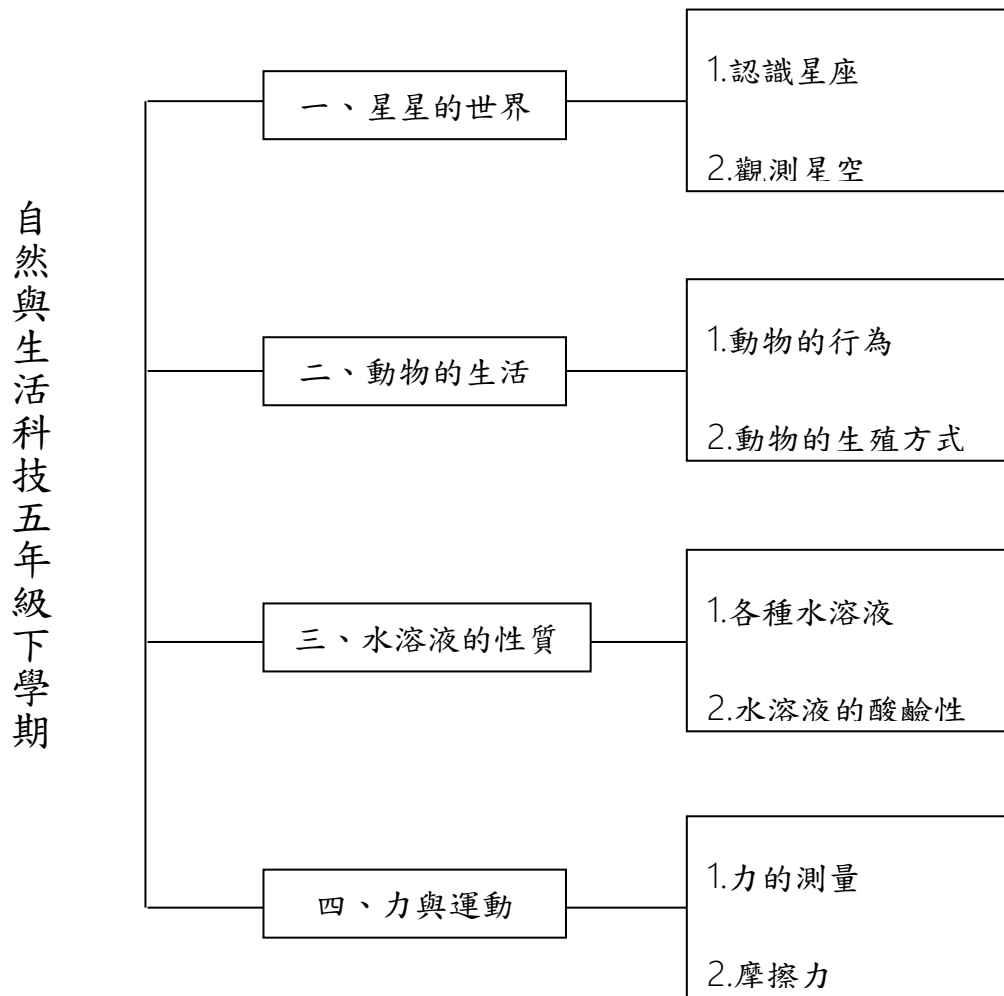 自然與生活科技五年級下學期
一、星星的世界
1.認識星座
2.觀測星空
二、動物的生活
1.動物的行為
2.動物的生殖方式
三、水溶液的性質
1.各種水溶液
2.水溶液的酸鹼性
四、力與運動
1.力的測量
2.摩擦力